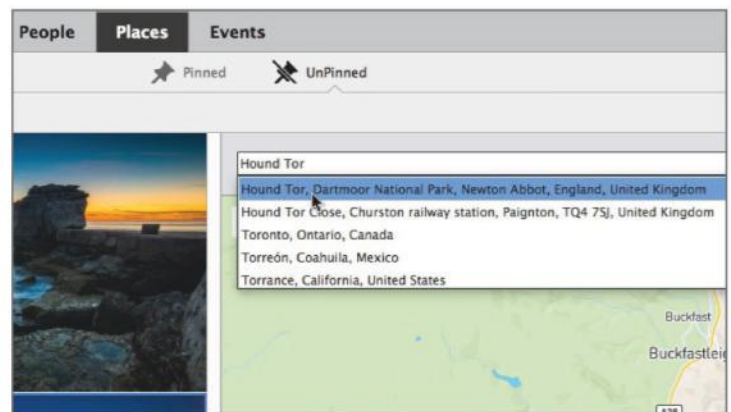 People Places Events
Pinned UnPinned
Hound Tor
Hound Tor, Dartmoor National Park, Newton Abbot, England, United Kingdom
Hound Tor Close, Churston railway station, Paignton, TQ4 7SJ, United Kingdom
Toronto, Ontario, Canada
Torreón, Coahuila, Mexico
Torrance, California, United States
Buckfast
Buckfastleig
A38